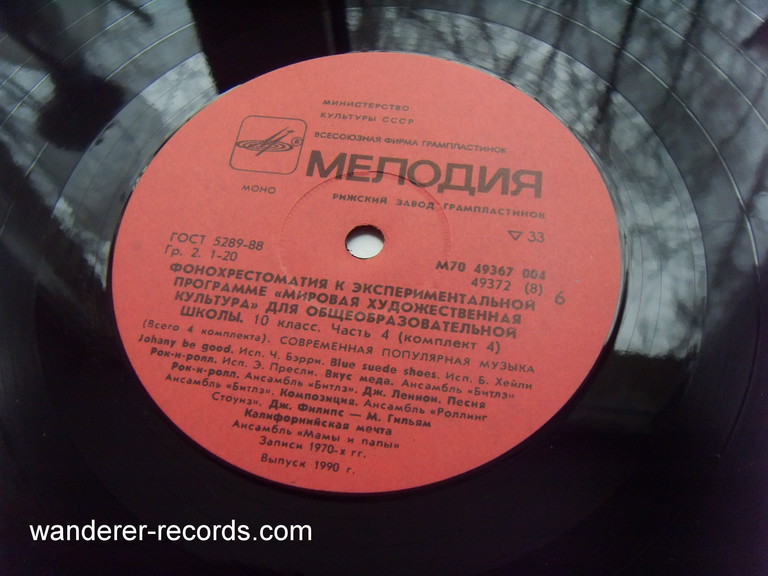 МИНИСТЕРСТВО
КУЛЬТУРЫ СССР
ВСЕСОЮЗНАЯ ФИРМА ГРАМПЛАСТИНОК
®
МЕЛОДИЯ
МОНО
РИЖСКИЙ ЗАВОД ГРАМПЛАСТИНОК
▽ 33
ГОСТ 5289-88
Гр. 2. 1-20
М70 49367 004
49372 (8) 6
ФОНОХРЕСТОМАТИЯ К ЭКСПЕРИМЕНТАЛЬНОЙ
ПРОГРАММЕ «МИРОВАЯ ХУДОЖЕСТВЕННАЯ
КУЛЬТУРА» ДЛЯ ОБЩЕОБРАЗОВАТЕЛЬНОЙ
ШКОЛЫ. 10 класс. Часть 4 (комплект 4)
(Всего 4 комплекта). СОВРЕМЕННАЯ ПОПУЛЯРНАЯ МУЗЫКА
Johany be good. Исп. Ч. Бэрри. Blue suede shoes. Исп. Б. Хейли
Рок-н-ролл. Исп. Э. Пресли. Вкус меда. Ансамбль «Битлз»
Рок-н-ролл. Ансамбль «Битлз». Дж. Леннон. Песня
Ансамбль «Битлз». Композиция. Ансамбль «Роллинг
Стоунз». Дж. Филипс — М. Гильям
Калифорнийская мечта
Ансамбль «Мамы и папы»
Записи 1970-х гг.
Выпуск 1990 г.
wanderer-records.com